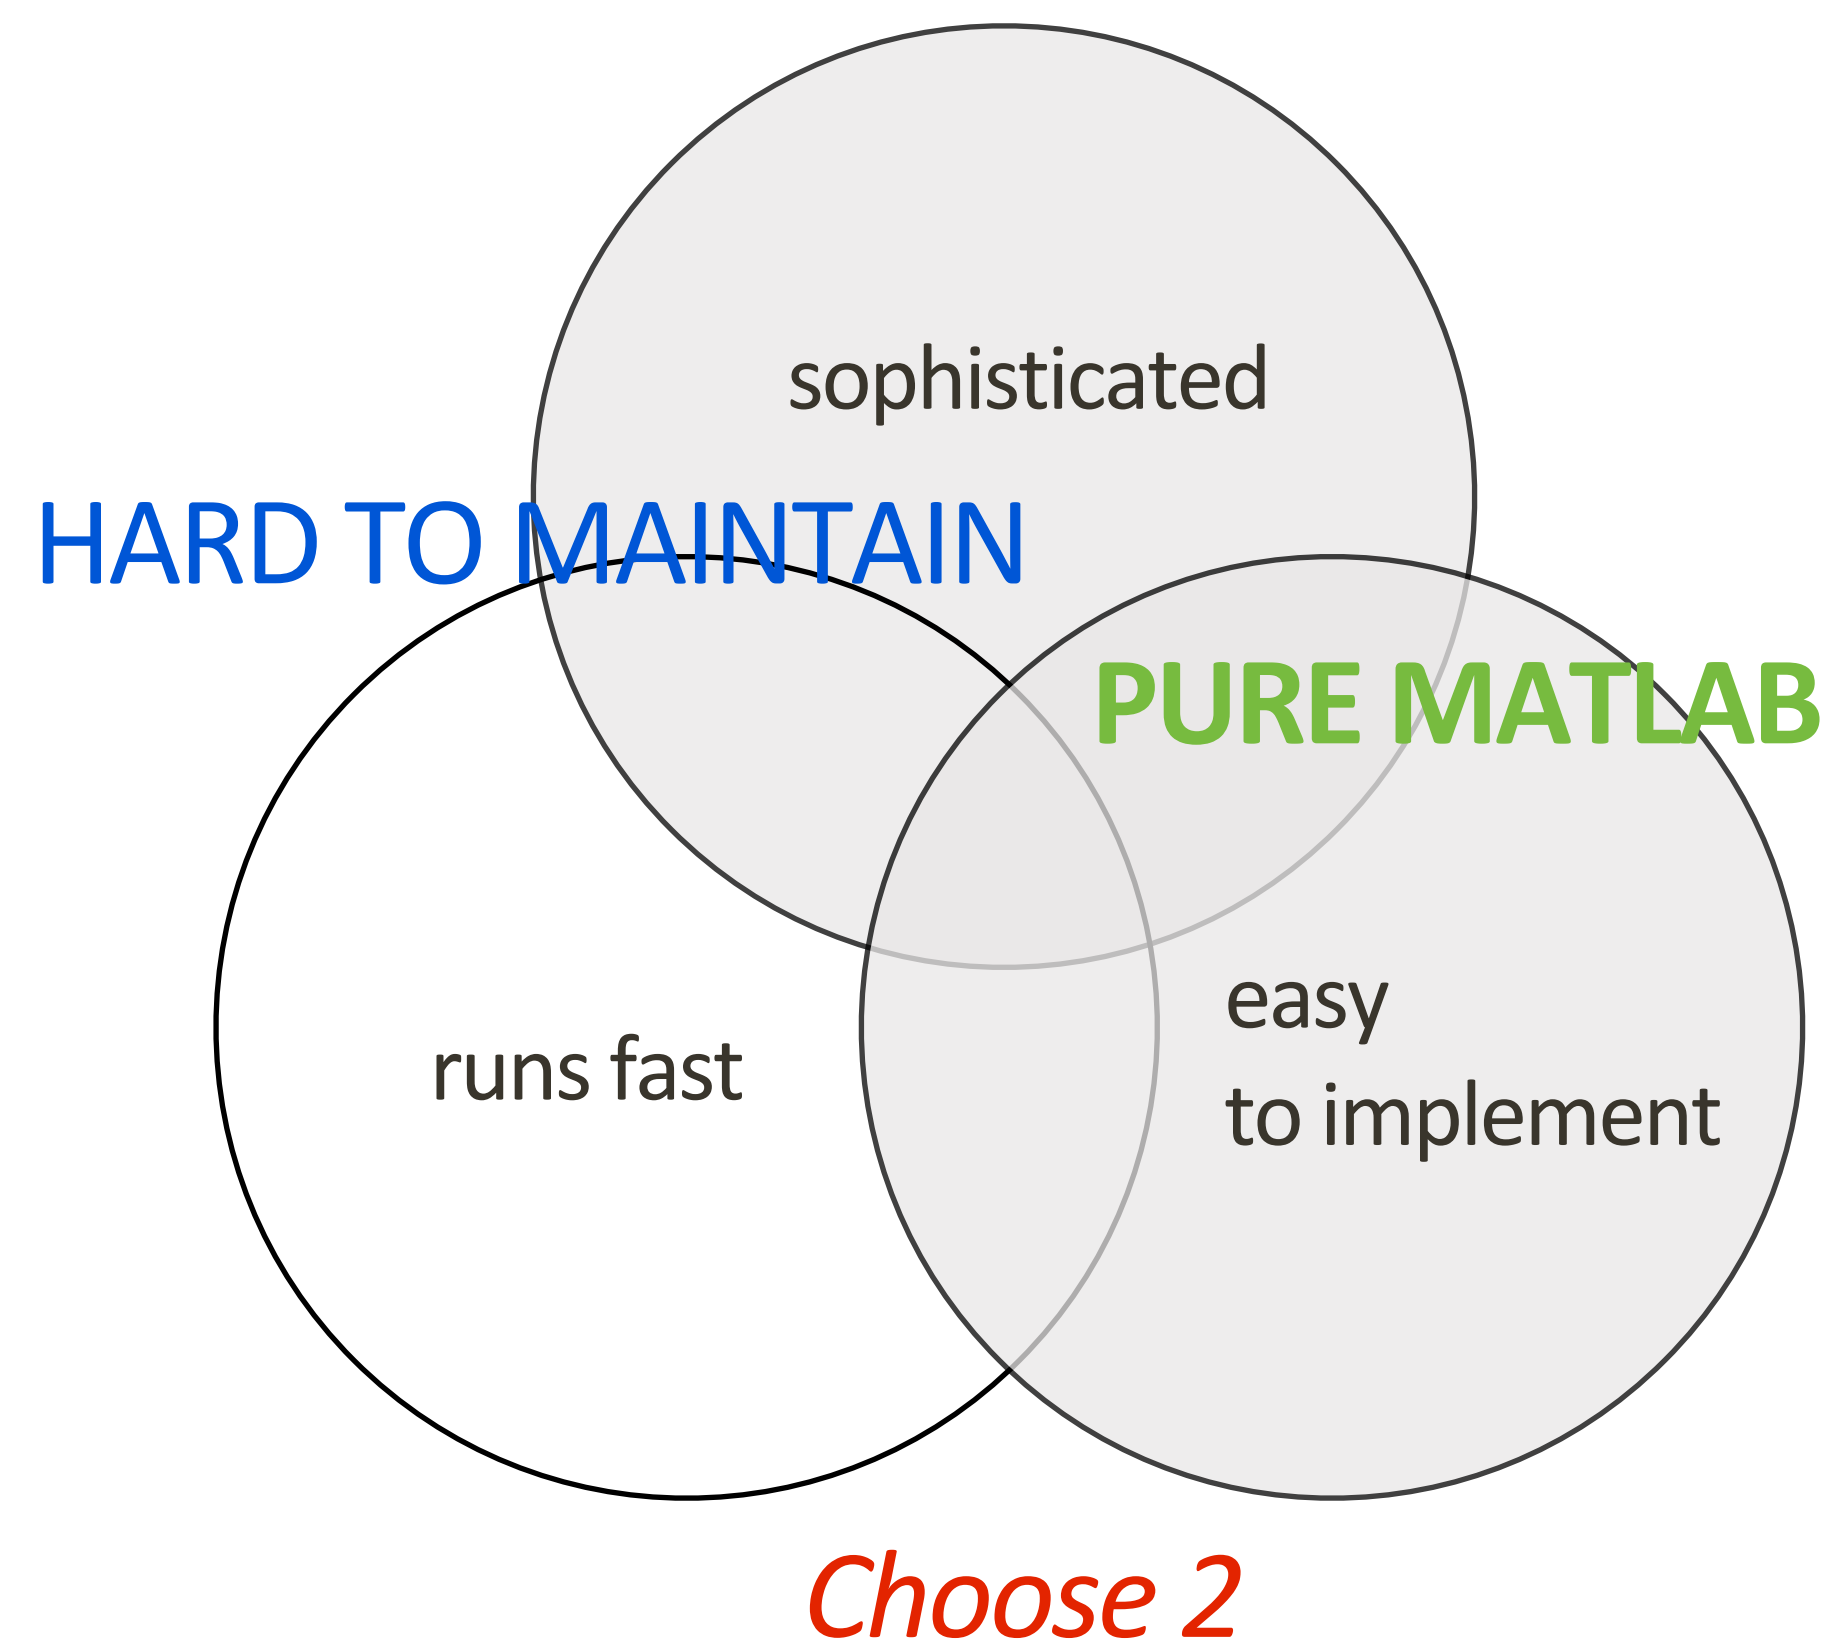 sophisticated
HARD TO MAINTAIN
PURE MATLAB
runs fast
easy
to implement
Choose 2